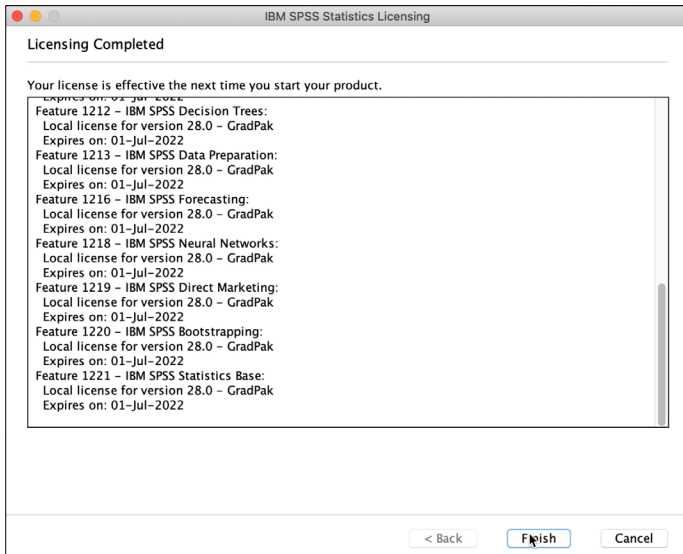 IBM SPSS Statistics Licensing
Licensing Completed
Your license is effective the next time you start your product.
Expires on: 01-Jul-2022
Feature 1212 – IBM SPSS Decision Trees:
Local license for version 28.0 – GradPak
Expires on: 01-Jul-2022
Feature 1213 – IBM SPSS Data Preparation:
Local license for version 28.0 – GradPak
Expires on: 01-Jul-2022
Feature 1216 – IBM SPSS Forecasting:
Local license for version 28.0 – GradPak
Expires on: 01-Jul-2022
Feature 1218 – IBM SPSS Neural Networks:
Local license for version 28.0 – GradPak
Expires on: 01-Jul-2022
Feature 1219 – IBM SPSS Direct Marketing:
Local license for version 28.0 – GradPak
Expires on: 01-Jul-2022
Feature 1220 – IBM SPSS Bootstrapping:
Local license for version 28.0 – GradPak
Expires on: 01-Jul-2022
Feature 1221 – IBM SPSS Statistics Base:
Local license for version 28.0 – GradPak
Expires on: 01-Jul-2022
< Back Finish Cancel